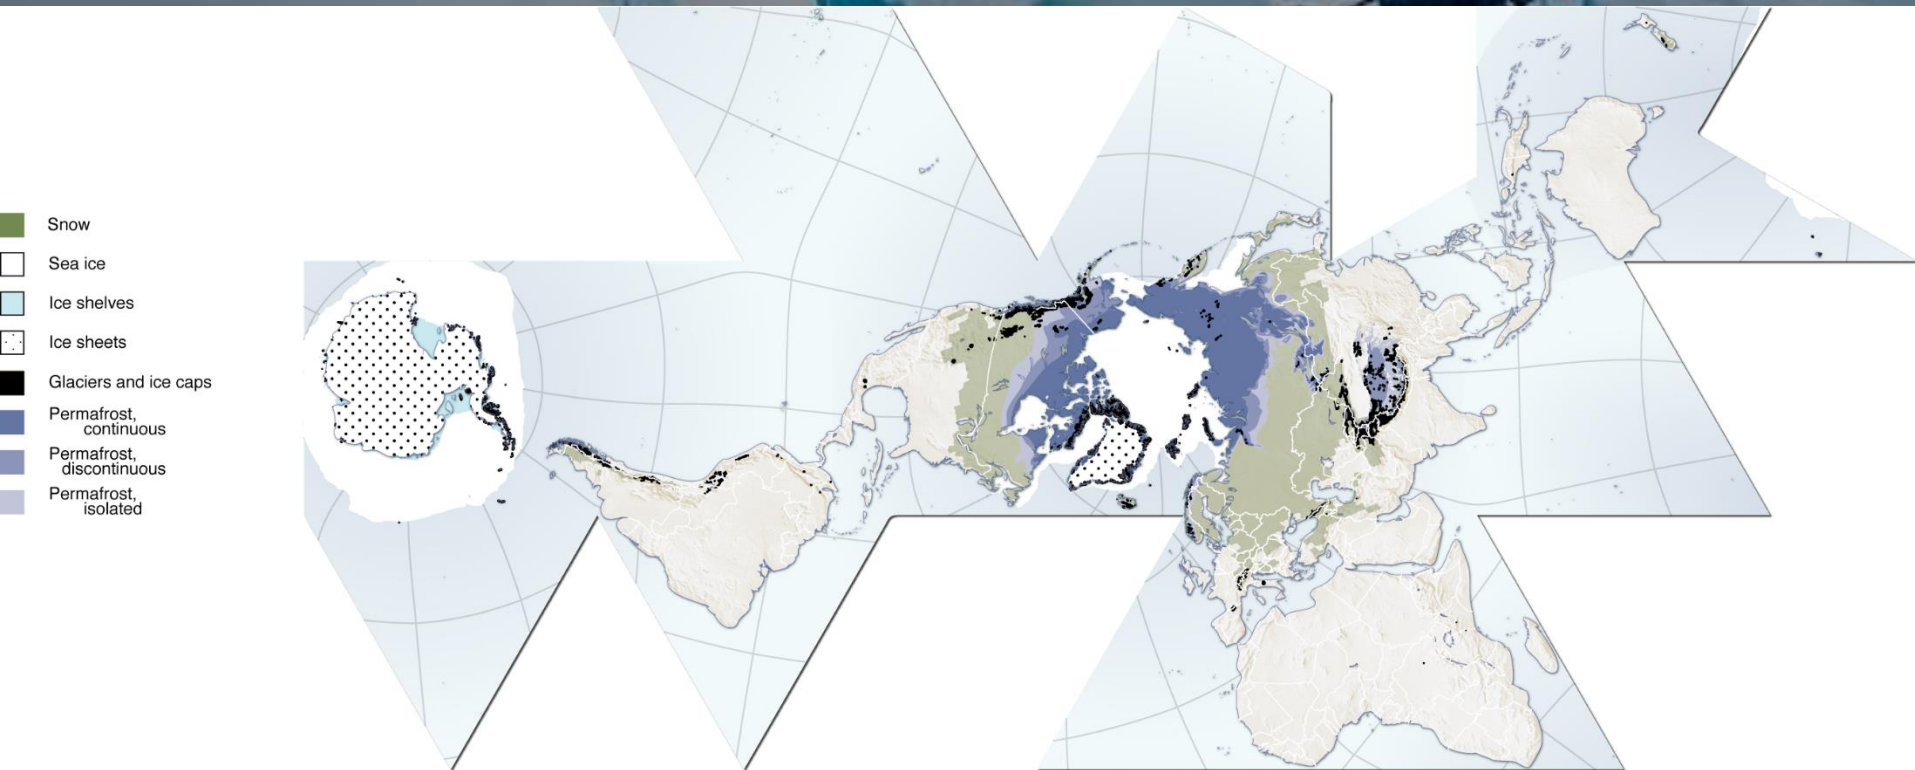 Snow
Sea ice
Ice shelves
Ice sheets
Glaciers and ice caps
Permafrost,
continuous
Permafrost,
discontinuous
Permafrost,
isolated